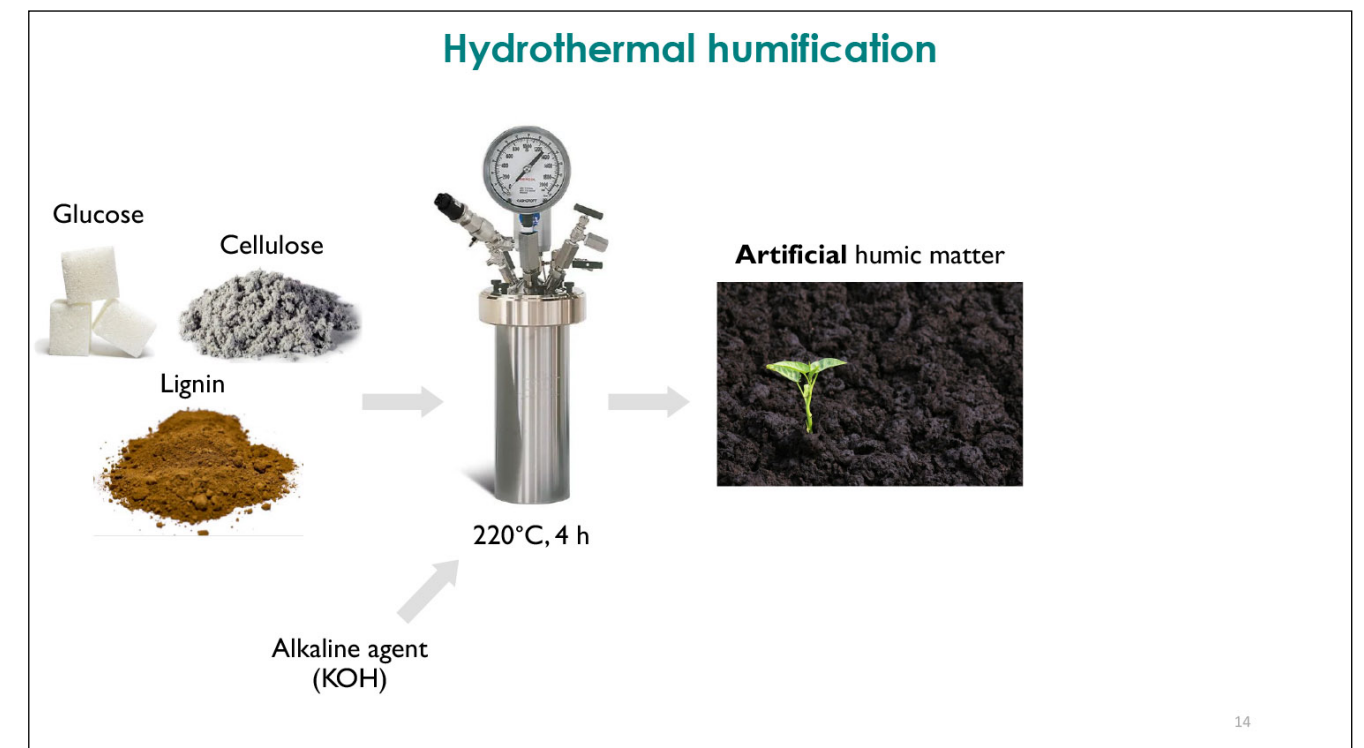 Hydrothermal humification
Glucose
Cellulose
Lignin
220°C, 4 h
Alkaline agent
(KOH)
Artificial humic matter
14